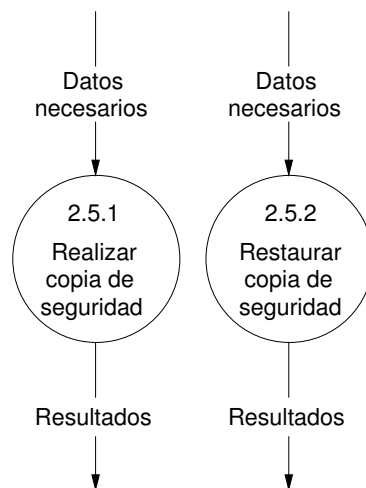 Datos
necesarios
2.5.1
Realizar
copia de
seguridad
Resultados
Datos
necesarios
2.5.2
Restaurar
copia de
seguridad
Resultados